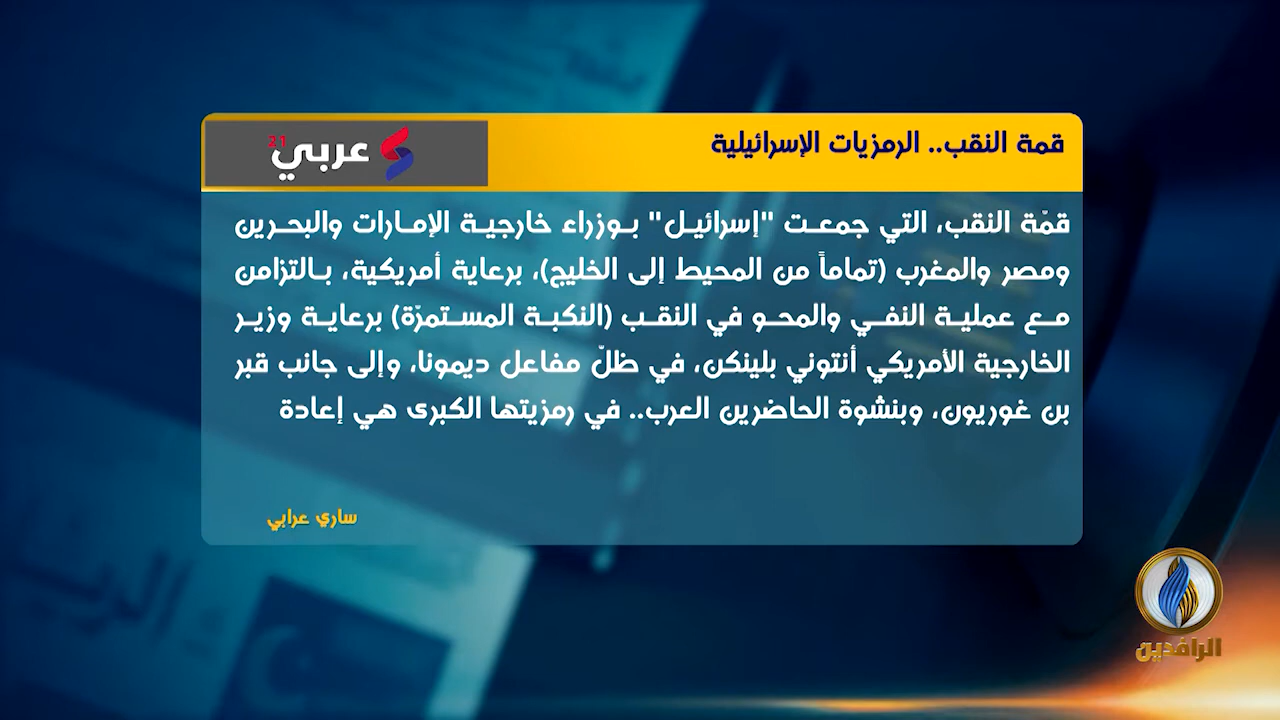 قمة النقب.. الرمزيات الإسرائيلية
عربي 21
قمّة النقب، التي جمعت "إسرائيل" بوزراء خارجية الإمارات والبحرين
ومصر والمغرب (تماماً من المحيط إلى الخليج)، برعاية أمريكية، بالتزامن
مع عملية النفي والمحو في النقب (النكبة المستمرّة) برعاية وزير
الخارجية الأمريكي أنتوني بلينكن، في ظلّ مفاعل ديمونا، وإلى جانب قبر
بن غوريون، وبنشوة الحاضرين العرب.. في رمزيتها الكبرى هي إعادة
ساري عرابي
الرافدين